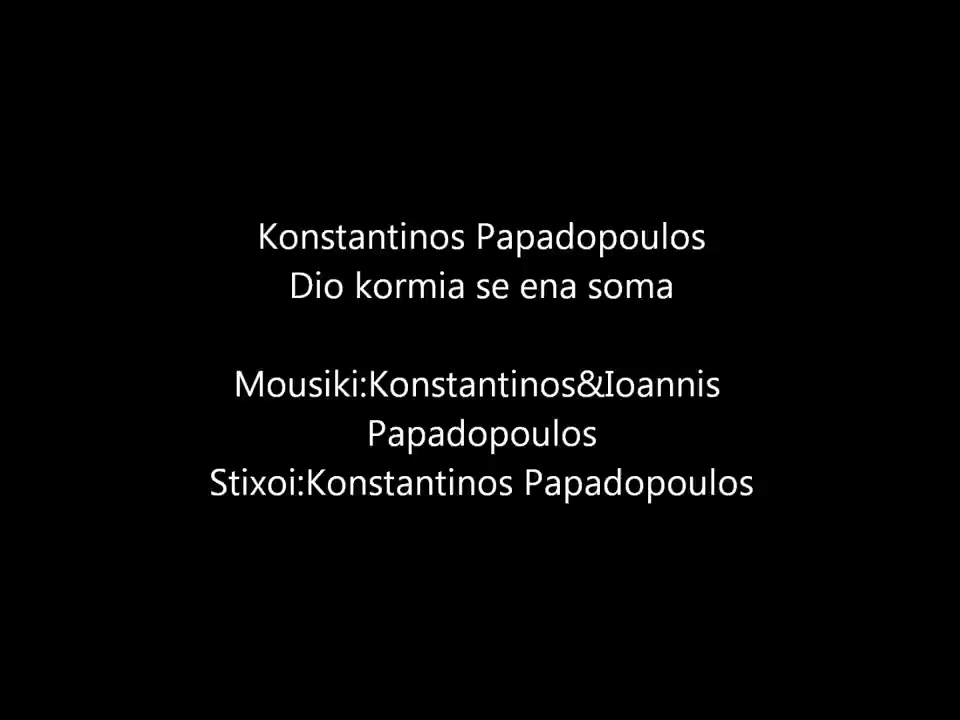 Konstantinos Papadopoulos
Dio kormia se ena soma
Mousiki:Konstantinos&Ioannis
Papadopoulos
Stixoi:Konstantinos Papadopoulos